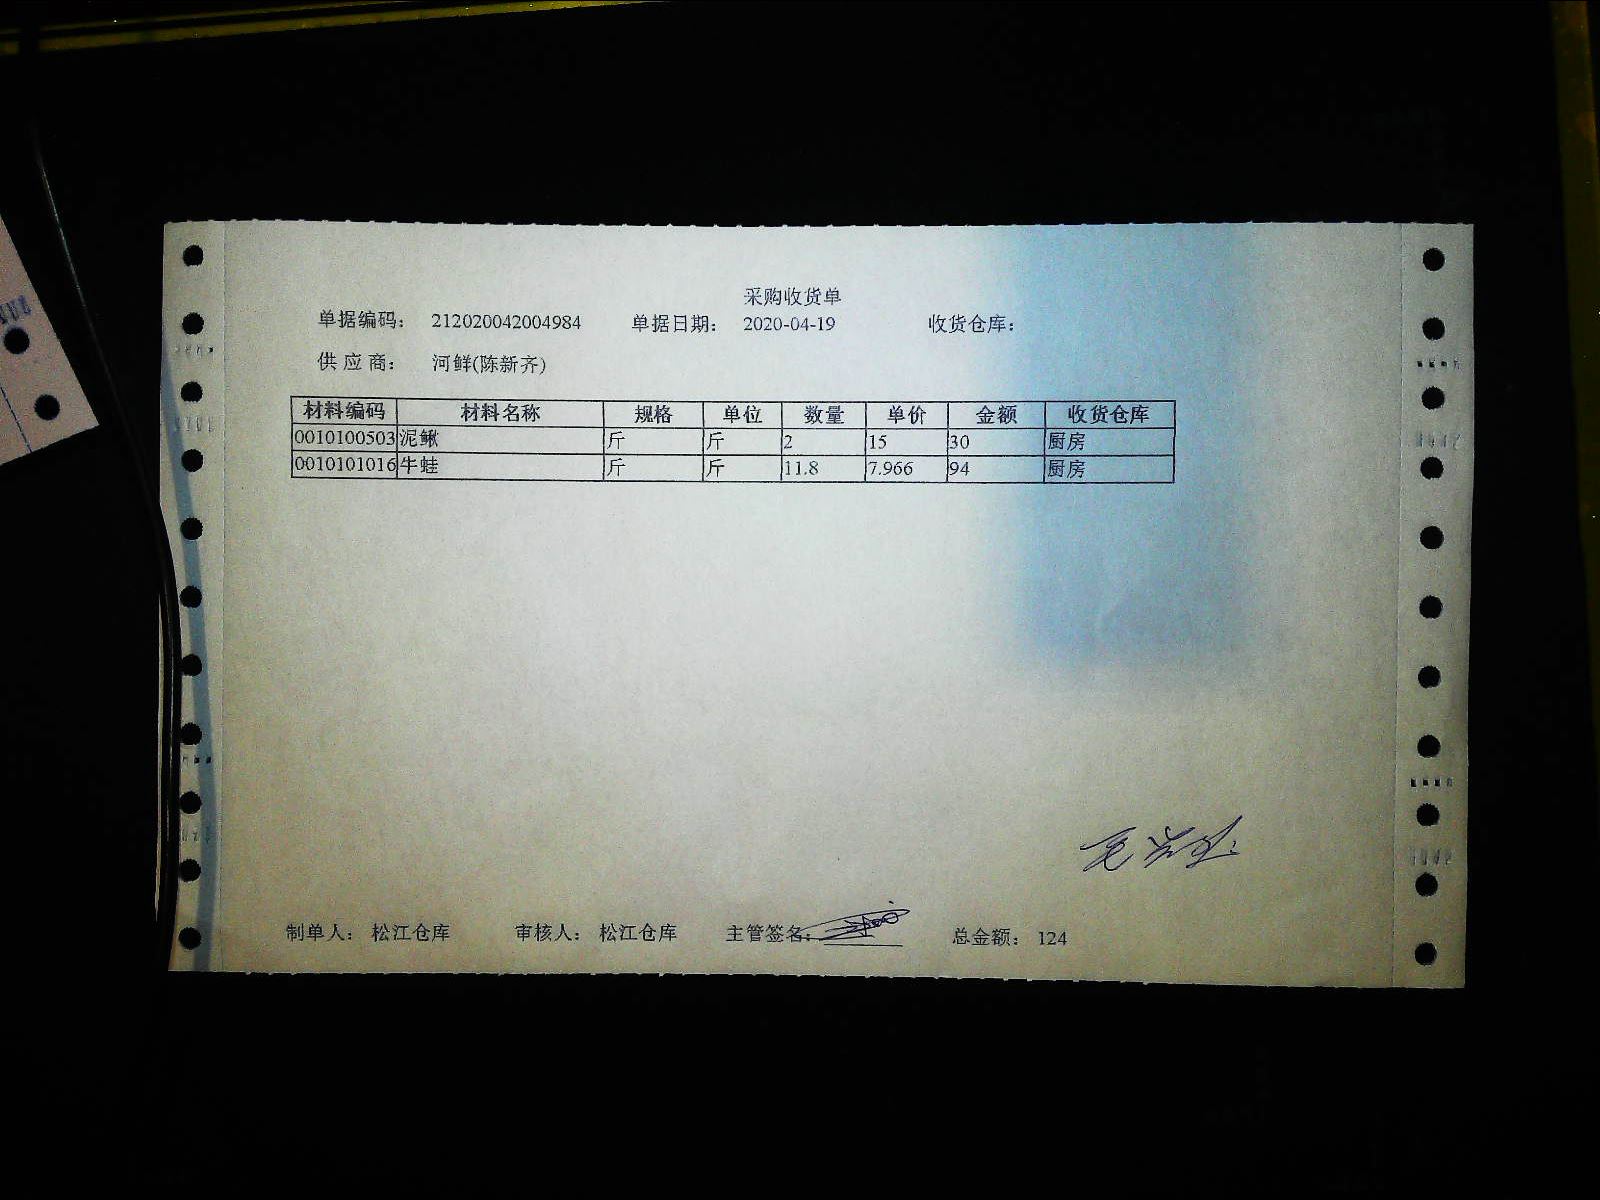 采购收货单
单据编码： 212020042004984 单据日期： 2020-04-19 收货仓库：
供应商： 河鲜(陈新齐)
材料编码 材料名称 规格 单位 数量 单价 金额 收货仓库
0010100503 泥鳅 斤 斤 2 15 30 厨房
0010101016 牛蛙 斤 斤 11.8 7.966 94 厨房
制单人： 松江仓库 审核人： 松江仓库 主管签名： 总金额： 124